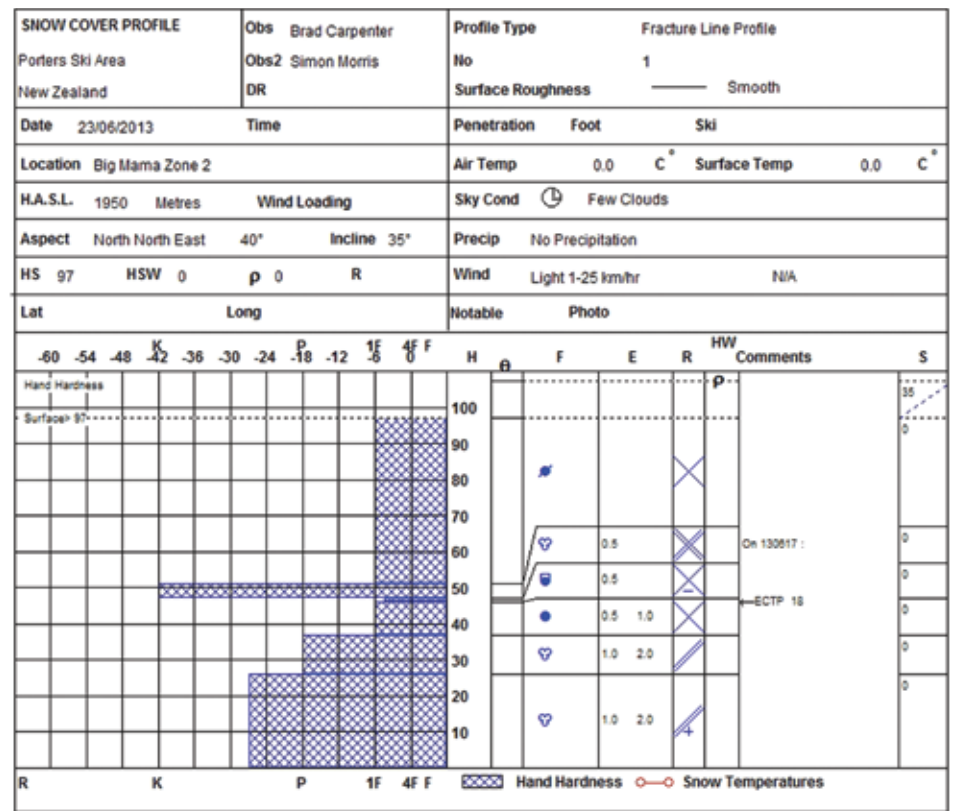 SNOW COVER PROFILE Obs Brad Carpenter Profile Type Fracture Line Profile
Porters Ski Area Obs2 Simon Morris No 1
New Zealand DR Surface Roughness Smooth
Date 23/06/2013 Time Penetration Foot Ski
Location Big Mama Zone 2 Air Temp 0.0 C° Surface Temp 0.0 C°
H.A.S.L. 1950 Metres Wind Loading Sky Cond Few Clouds
Aspect North North East 40° Incline 35° Precip No Precipitation
HS 97 HSW 0 ρ 0 R Wind Light 1-25 km/hr N/A
Lat Long Notable Photo
K P 1F 4F F HW
-60 -54 -48 -42 -36 -30 -24 -18 -12 -6 0 H θ F E R Comments S
Hand Hardness ρ 35
100
Surface> 97 0
90
80
70
60 0.5 On 130617 : 0
50 0.5 0
ECTP 18
40 0.5 1.0 0
30 1.0 2.0 0
20 0
10 1.0 2.0
R K P 1F 4F F Hand Hardness Snow Temperatures